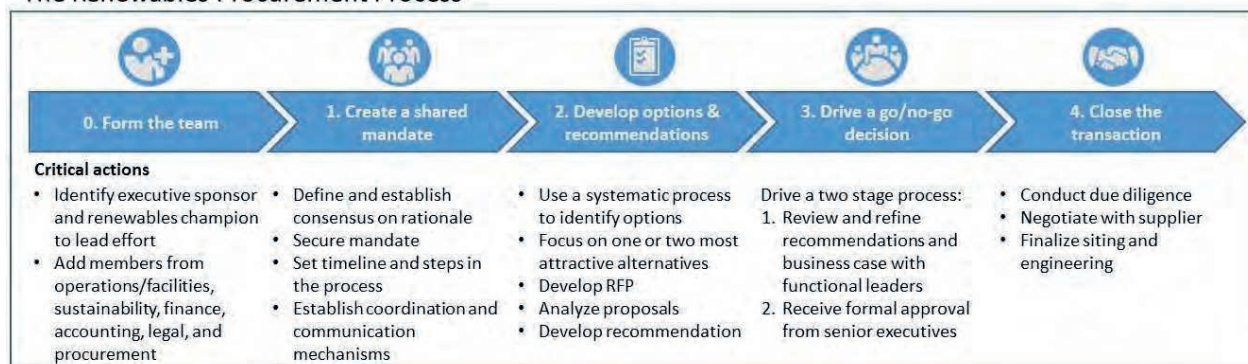 The Renewables Procurement Process
0. Form the team
1. Create a shared
mandate
2. Develop options &
recommendations
3. Drive a go/no-go
decision
4. Close the
transaction
Critical actions
• Identify executive sponsor
and renewables champion
to lead effort
• Add members from
operations/facilities,
sustainability, finance,
accounting, legal, and
procurement
• Define and establish
consensus on rationale
• Secure mandate
• Set timeline and steps in
the process
• Establish coordination and
communication
mechanisms
• Use a systematic process
to identify options
• Focus on one or two most
attractive alternatives
• Develop RFP
• Analyze proposals
• Develop recommendation
Drive a two stage process:
1. Review and refine
recommendations and
business case with
functional leaders
2. Receive formal approval
from senior executives
• Conduct due diligence
• Negotiate with supplier
• Finalize siting and
engineering